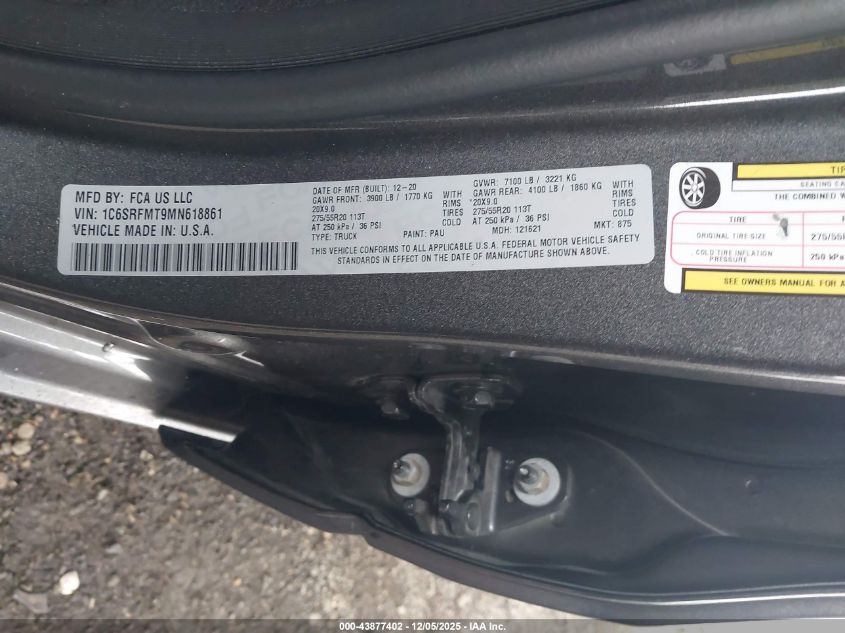 MFD BY: FCA US LLC
VIN: 1C6SRFMT9MN618861
VEHICLE MADE IN: U.S.A.
DATE OF MFR (BUILT): 12-20 GVWR: 7100 LB / 3221 KG
GAWR FRONT: 3900 LB / 1770 KG WITH GAWR REAR: 4100 LB / 1860 KG WITH
20X9.0 RIMS 20X9.0 RIMS
275/55R20 113T 275/55R20 113T
AT 250 kPa / 36 PSI COLD AT 250 kPa / 36 PSI COLD
TYPE: TRUCK PAINT: PAU MDH: 121621 MKT: 875
THIS VEHICLE CONFORMS TO ALL APPLICABLE U.S.A. FEDERAL MOTOR VEHICLE SAFETY
STANDARDS IN EFFECT ON THE DATE OF MANUFACTURE SHOWN ABOVE.
SEATING
THE COMBINED
TIRE
ORIGINAL TIRE SIZE 275/55R
COLD TIRE INFLATION
PRESSURE 250 kPa
SEE OWNERS MANUAL FOR
000-43877402 - 12/05/2025 - IAA Inc.